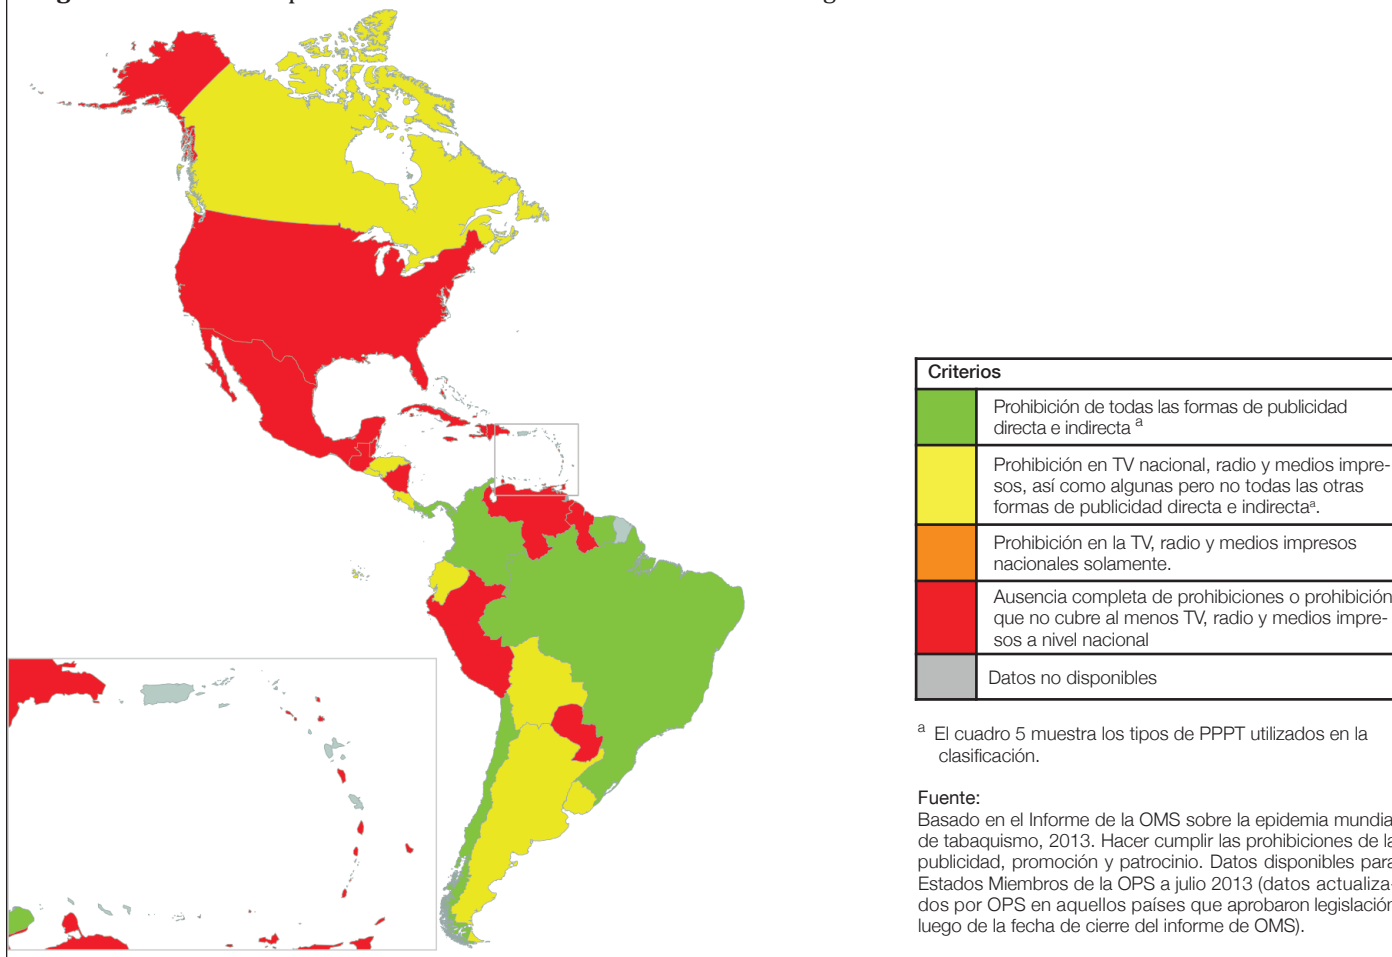 Criterios
Prohibición de todas las formas de publicidad
directa e indirecta a
Prohibición en TV nacional, radio y medios impre-
sos, así como algunas pero no todas las otras
formas de publicidad directa e indirectaa.
Prohibición en la TV, radio y medios impresos
nacionales solamente.
Ausencia completa de prohibiciones o prohibición
que no cubre al menos TV, radio y medios impre-
sos a nivel nacional
Datos no disponibles
a El cuadro 5 muestra los tipos de PPPT utilizados en la
clasificación.
Fuente:
Basado en el Informe de la OMS sobre la epidemia mundia
de tabaquismo, 2013. Hacer cumplir las prohibiciones de la
publicidad, promoción y patrocinio. Datos disponibles para
Estados Miembros de la OPS a julio 2013 (datos actualiza-
dos por OPS en aquellos países que aprobaron legislación
luego de la fecha de cierre del informe de OMS).